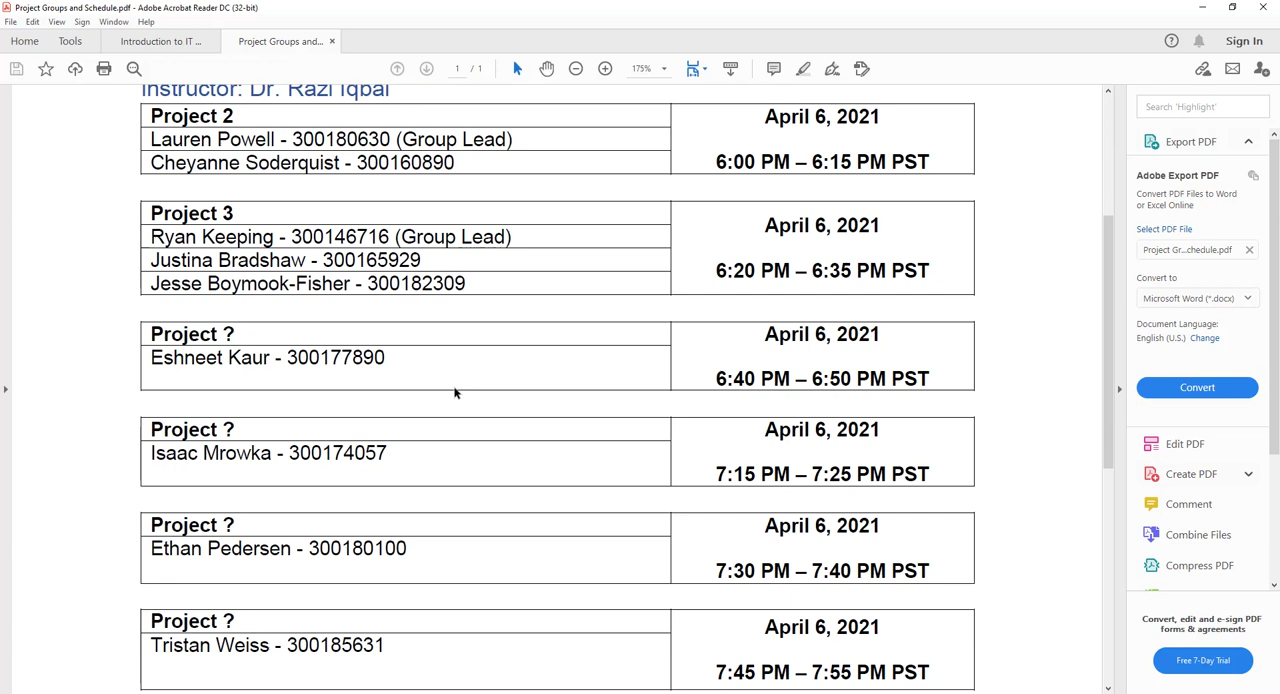 Project Groups and Schedule.pdf - Adobe Acrobat Reader DC (32-bit)
File Edit View Sign Window Help
Home Tools Introduction to IT ... Project Groups and... × Sign In
1 / 1 175%
Instructor: Dr. Razi Iqbal
Project 2
Lauren Powell - 300180630 (Group Lead)
Cheyanne Soderquist - 300160890
April 6, 2021
6:00 PM – 6:15 PM PST
Project 3
Ryan Keeping - 300146716 (Group Lead)
Justina Bradshaw - 300165929
Jesse Boymook-Fisher - 300182309
April 6, 2021
6:20 PM – 6:35 PM PST
Project ?
Eshneet Kaur - 300177890
April 6, 2021
6:40 PM – 6:50 PM PST
Project ?
Isaac Mrowka - 300174057
April 6, 2021
7:15 PM – 7:25 PM PST
Project ?
Ethan Pedersen - 300180100
April 6, 2021
7:30 PM – 7:40 PM PST
Project ?
Tristan Weiss - 300185631
April 6, 2021
7:45 PM – 7:55 PM PST
Search 'Highlight'
Export PDF
Adobe Export PDF
Convert PDF Files to Word
or Excel Online
Select PDF File
Project Gr...chedule.pdf
Convert to
Microsoft Word (*.docx)
Document Language:
English (U.S.) Change
Convert
Edit PDF
Create PDF
Comment
Combine Files
Compress PDF
Convert, edit and e-sign PDF
forms & agreements
Free 7-Day Trial